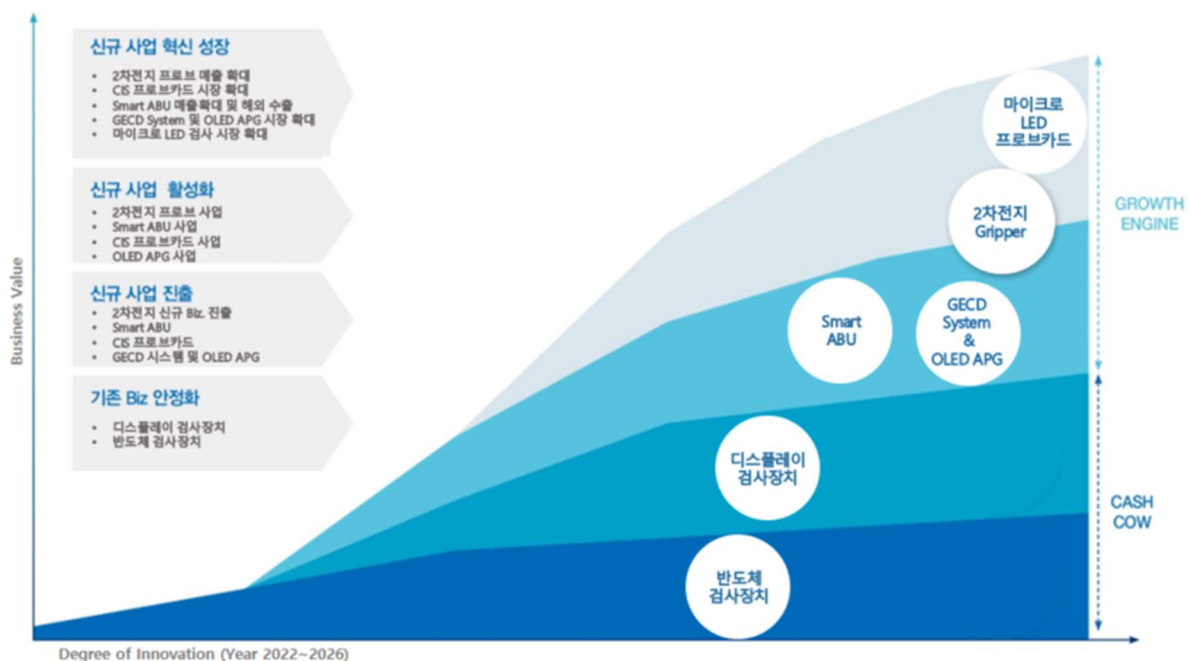 신규 사업 혁신 성장
• 2차전지 프로브 매출 확대
• CIS 프로브카드 시장 확대
• Smart ABU 매출확대 및 해외 수출
• GECD System 및 OLED APG 시장 확대
• 마이크로 LED 검사 시장 확대
신규 사업 활성화
• 2차전지 프로브 사업
• Smart ABU 사업
• CIS 프로브카드 사업
• OLED APG 사업
신규 사업 진출
• 2차전지 신규 Biz. 진출
• Smart ABU
• CIS 프로브카드
• GECD 시스템 및 OLED APG
기존 Biz 안정화
• 디스플레이 검사장치
• 반도체 검사장치
Business Value
마이크로
LED
프로브카드
2차전지
Gripper
GECD
System
&
OLED APG
Smart
ABU
디스플레이
검사장치
반도체
검사장치
GROWTH
ENGINE
CASH
COW
Degree of Innovation (Year 2022~2026)